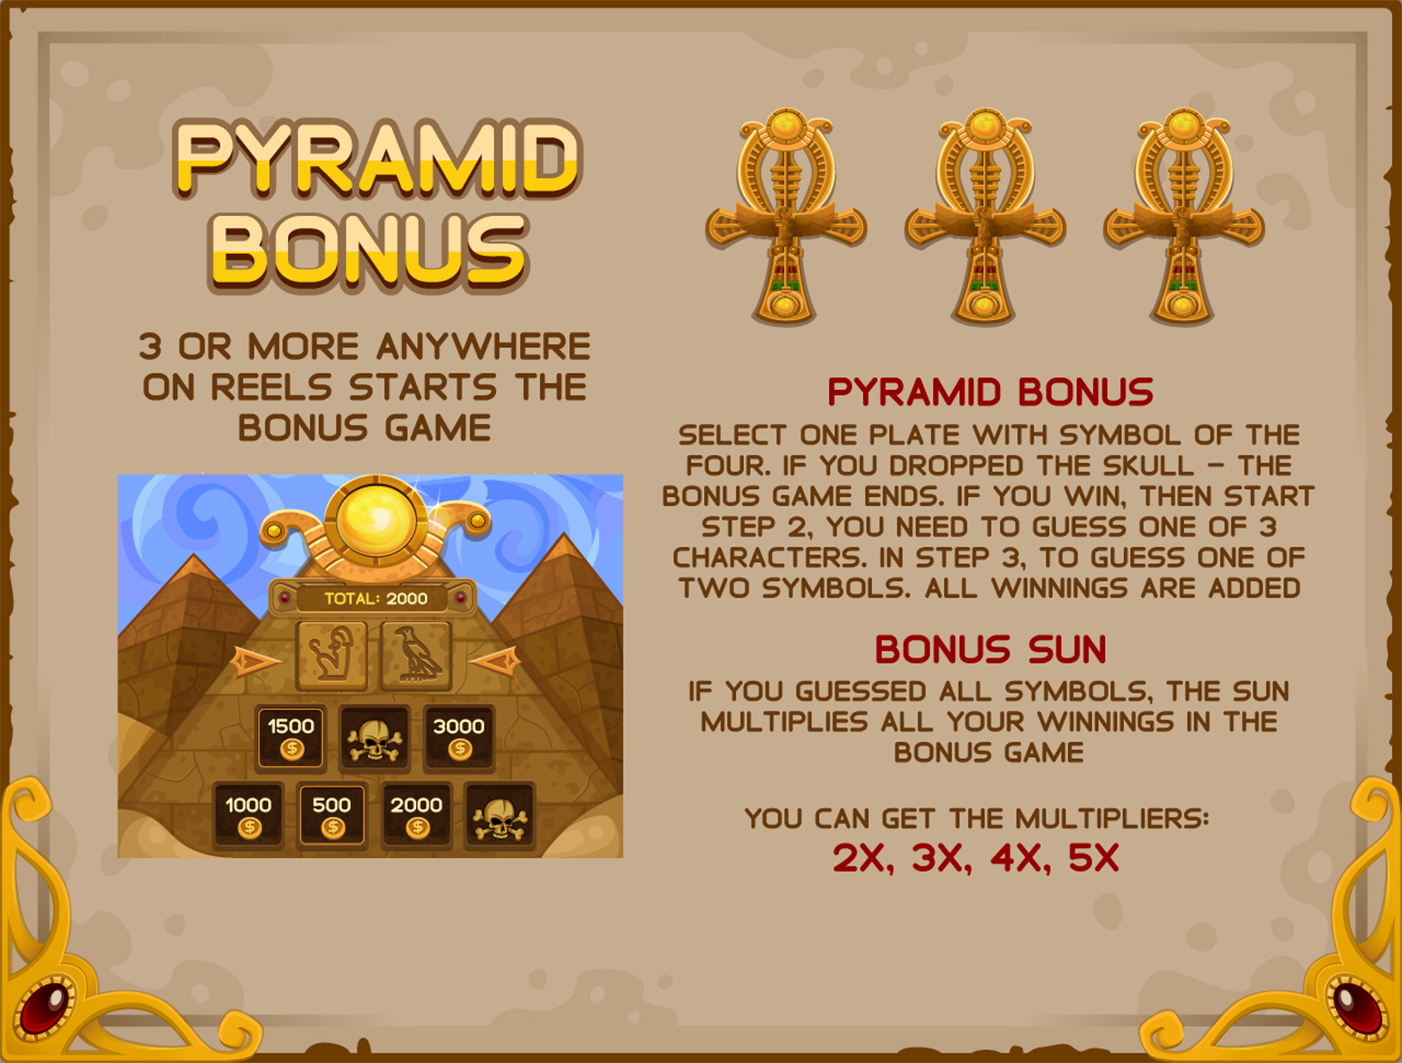 PYRAMID
BONUS
3 OR MORE ANYWHERE
ON REELS STARTS THE
BONUS GAME
TOTAL: 2000
1500
3000
1000
500
2000
PYRAMID BONUS
SELECT ONE PLATE WITH SYMBOL OF THE
FOUR. IF YOU DROPPED THE SKULL – THE
BONUS GAME ENDS. IF YOU WIN, THEN START
STEP 2, YOU NEED TO GUESS ONE OF 3
CHARACTERS. IN STEP 3, TO GUESS ONE OF
TWO SYMBOLS. ALL WINNINGS ARE ADDED
BONUS SUN
IF YOU GUESSED ALL SYMBOLS, THE SUN
MULTIPLIES ALL YOUR WINNINGS IN THE
BONUS GAME
YOU CAN GET THE MULTIPLIERS:
2X, 3X, 4X, 5X